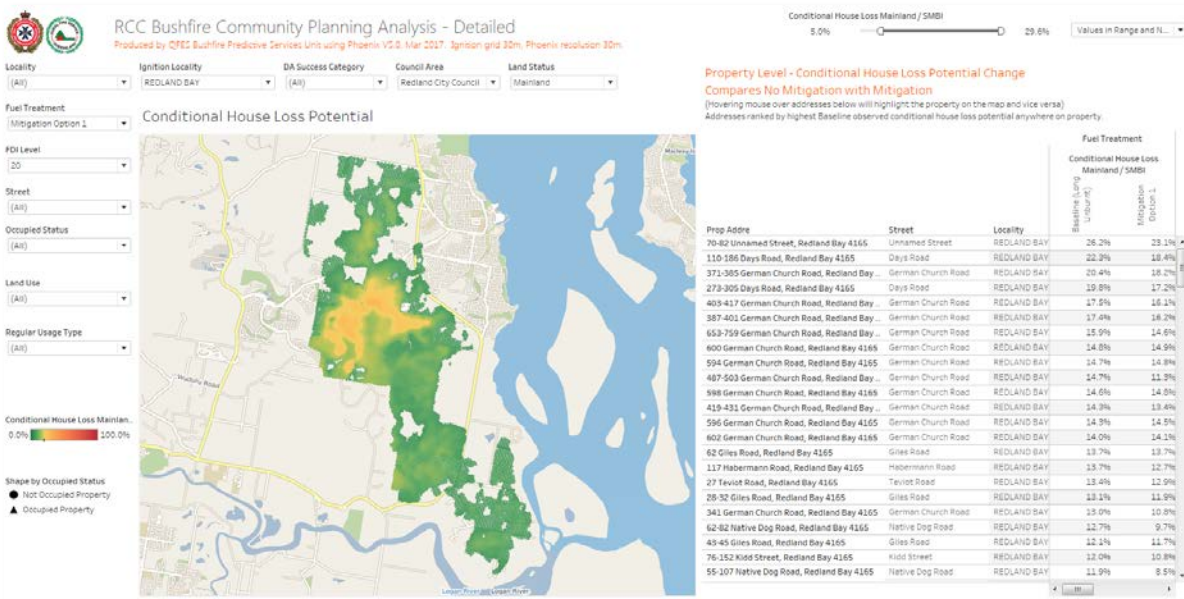 RCC Bushfire Community Planning Analysis - Detailed
Produced by QFES Bushfire Predictive Services Unit using Phoenix V5.0, Mar 2017. Ignition grid 30m, Phoenix resolution 30m.
Conditional House Loss Mainland / SMBI
5.0% 29.6%
Values in Range and N...
Locality Ignition Locality DA Success Category Council Area Land Status
(All) REDLAND BAY (All) Redland City Council Mainland
Fuel Treatment
Mitigation Option 1
FDI Level
20
Street
(All)
Occupied Status
(All)
Land Use
(All)
Regular Usage Type
(All)
Conditional House Loss Mainlan..
0.0% 100.0%
Shape by Occupied Status
Not Occupied Property
Occupied Property
Conditional House Loss Potential
Logan River
Logan River
Property Level - Conditional House Loss Potential Change
Compares No Mitigation with Mitigation
(Hovering mouse over addresses below will highlight the property on the map and vice versa)
Addresses ranked by highest Baseline observed conditional house loss potential anywhere on property.
Fuel Treatment
Conditional House Loss
Mainland / SMBI
Baseline (Long
Unburnt)
Mitigation
Option 1
Prop Addre Street Locality
70-82 Unnamed Street, Redland Bay 4165 Unnamed Street REDLAND BAY 26.2% 23.1%
110-186 Days Road, Redland Bay 4165 Days Road REDLAND BAY 22.3% 18.4%
371-385 German Church Road, Redland Bay .. German Church Road REDLAND BAY 20.4% 18.2%
273-305 Days Road, Redland Bay 4165 Days Road REDLAND BAY 19.8% 17.2%
403-417 German Church Road, Redland Bay .. German Church Road REDLAND BAY 17.5% 16.1%
387-401 German Church Road, Redland Bay .. German Church Road REDLAND BAY 17.4% 16.2%
653-759 German Church Road, Redland Bay .. German Church Road REDLAND BAY 15.9% 14.6%
600 German Church Road, Redland Bay 4165 German Church Road REDLAND BAY 14.8% 14.9%
594 German Church Road, Redland Bay 4165 German Church Road REDLAND BAY 14.7% 14.8%
487-503 German Church Road, Redland Bay .. German Church Road REDLAND BAY 14.7% 11.3%
598 German Church Road, Redland Bay 4165 German Church Road REDLAND BAY 14.6% 14.8%
419-431 German Church Road, Redland Bay .. German Church Road REDLAND BAY 14.3% 13.4%
596 German Church Road, Redland Bay 4165 German Church Road REDLAND BAY 14.3% 14.5%
602 German Church Road, Redland Bay 4165 German Church Road REDLAND BAY 14.0% 14.1%
62 Giles Road, Redland Bay 4165 Giles Road REDLAND BAY 13.7% 13.7%
117 Habermann Road, Redland Bay 4165 Habermann Road REDLAND BAY 13.7% 12.7%
27 Teviot Road, Redland Bay 4165 Teviot Road REDLAND BAY 13.4% 12.9%
28-32 Giles Road, Redland Bay 4165 Giles Road REDLAND BAY 13.1% 11.9%
341 German Church Road, Redland Bay 4165 German Church Road REDLAND BAY 13.0% 10.8%
62-82 Native Dog Road, Redland Bay 4165 Native Dog Road REDLAND BAY 12.7% 9.7%
43-45 Giles Road, Redland Bay 4165 Giles Road REDLAND BAY 12.1% 11.7%
76-152 Kidd Street, Redland Bay 4165 Kidd Street REDLAND BAY 12.0% 10.8%
55-107 Native Dog Road, Redland Bay 4165 Native Dog Road REDLAND BAY 11.9% 8.5%